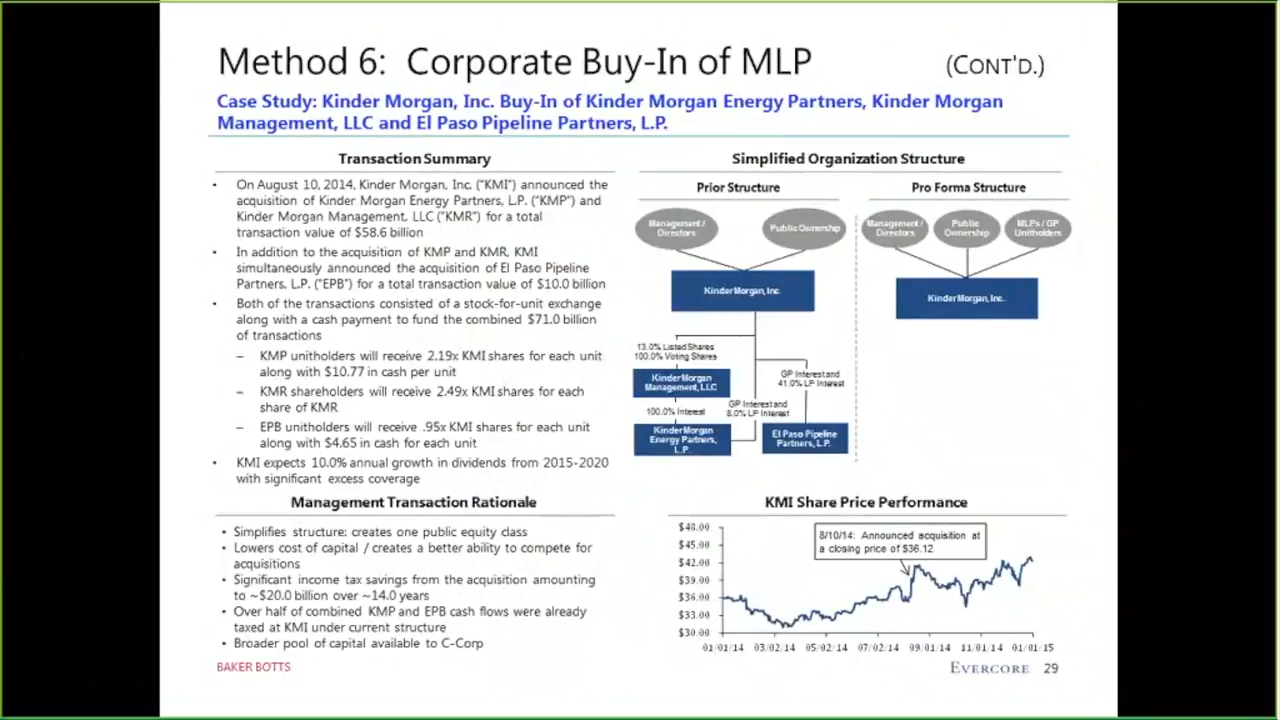 Method 6: Corporate Buy-In of MLP (CONT'D.)
Case Study: Kinder Morgan, Inc. Buy-In of Kinder Morgan Energy Partners, Kinder Morgan
Management, LLC and El Paso Pipeline Partners, L.P.
Transaction Summary
• On August 10, 2014, Kinder Morgan, Inc. ("KMI") announced the
acquisition of Kinder Morgan Energy Partners, L.P. ("KMP") and
Kinder Morgan Management, LLC ("KMR") for a total
transaction value of $58.6 billion
• In addition to the acquisition of KMP and KMR, KMI
simultaneously announced the acquisition of El Paso Pipeline
Partners, L.P. ("EPB") for a total transaction value of $10.0 billion
• Both of the transactions consisted of a stock-for-unit exchange
along with a cash payment to fund the combined $71.0 billion
of transactions
– KMP unitholders will receive 2.19x KMI shares for each unit
along with $10.77 in cash per unit
– KMR shareholders will receive 2.49x KMI shares for each
share of KMR
– EPB unitholders will receive .95x KMI shares for each unit
along with $4.65 in cash for each unit
• KMI expects 10.0% annual growth in dividends from 2015-2020
with significant excess coverage
Simplified Organization Structure
Prior Structure
Management /
Directors
Public Ownership
Kinder Morgan, Inc.
13.0% Listed Shares
100.0% Voting Shares
Kinder Morgan
Management, LLC
GP Interest and
41.0% LP Interest
100.0% Interest
GP Interest and
8.0% LP Interest
Kinder Morgan
Energy Partners,
L.P.
El Paso Pipeline
Partners, L.P.
Pro Forma Structure
Management /
Directors
Public
Ownership
MLPs / GP
Unitholders
Kinder Morgan, Inc.
Management Transaction Rationale
• Simplifies structure: creates one public equity class
• Lowers cost of capital / creates a better ability to compete for
acquisitions
• Significant income tax savings from the acquisition amounting
to ~$20.0 billion over ~14.0 years
• Over half of combined KMP and EPB cash flows were already
taxed at KMI under current structure
• Broader pool of capital available to C-Corp
KMI Share Price Performance
$48.00
$45.00
$42.00
$39.00
$36.00
$33.00
$30.00
8/10/14: Announced acquisition at
a closing price of $36.12
01/01/14 03/02/14 05/02/14 07/02/14 09/01/14 11/01/14 01/01/15
BAKER BOTTS
EVERCORE 29